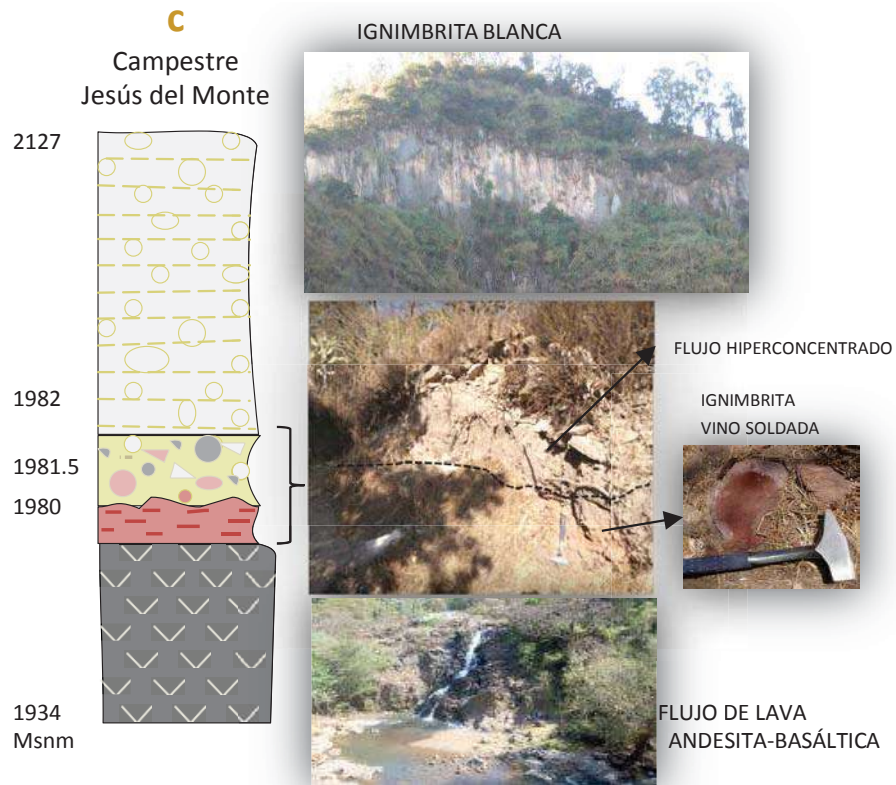 C
Campestre
Jesús del Monte
IGNIMBRITA BLANCA
2127
1982
1981.5
1980
1934
Msnm
FLUJO HIPERCONCENTRADO
IGNIMBRITA
VINO SOLDADA
FLUJO DE LAVA
ANDESITA-BASÁLTICA